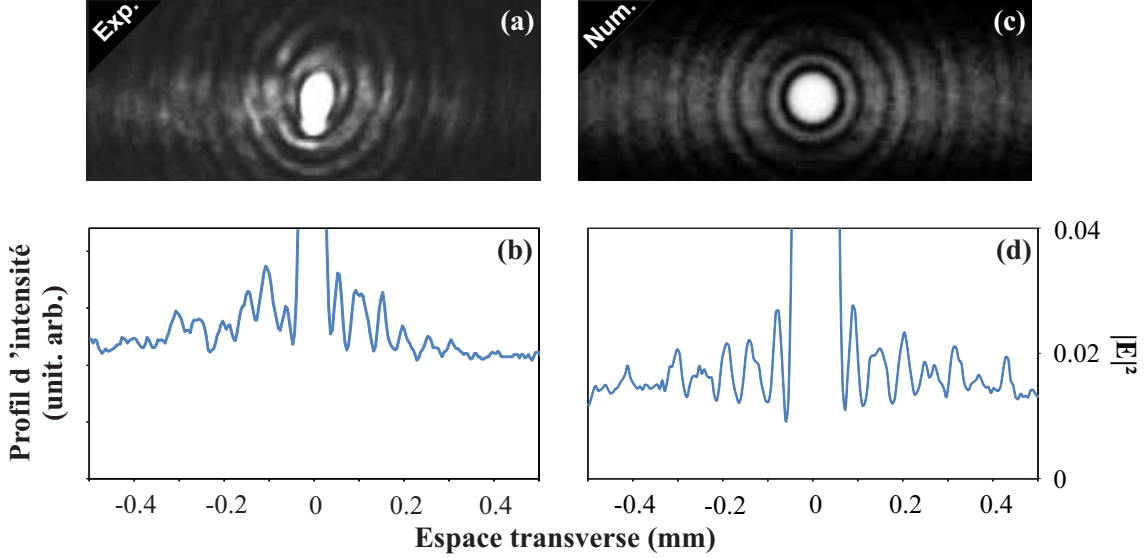 Exp.
(a)
Num.
(c)
Profil d ’intensité
(unit. arb.)
(b)
(d)
0.04
0.02
0
|E|²
-0.4
-0.2
0
0.2
0.4
-0.4
-0.2
0
0.2
0.4
Espace transverse (mm)